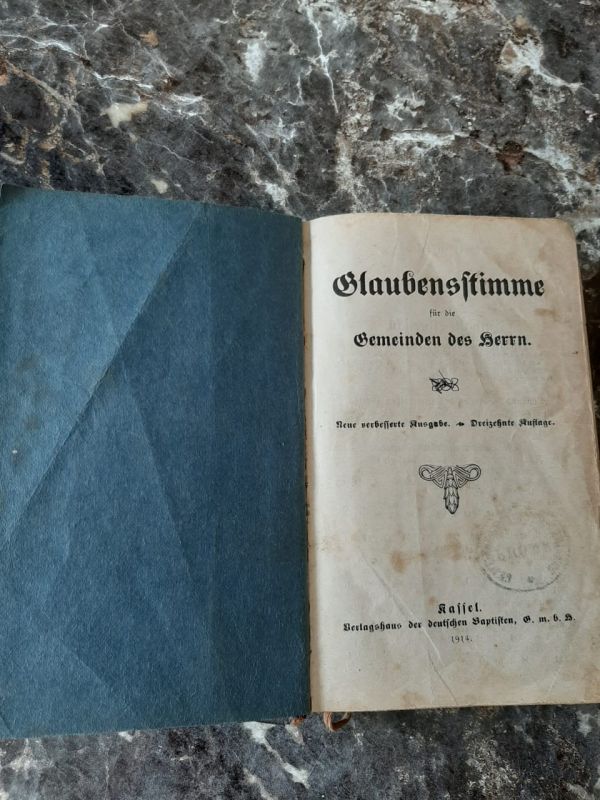 Glaubensstimme
für die
Gemeinden des Herrn.
Neue verbesserte Ausgabe. Dreizehnte Auflage.
Kassel.
Verlagshaus der deutschen Baptisten, G. m. b. H.
1914.